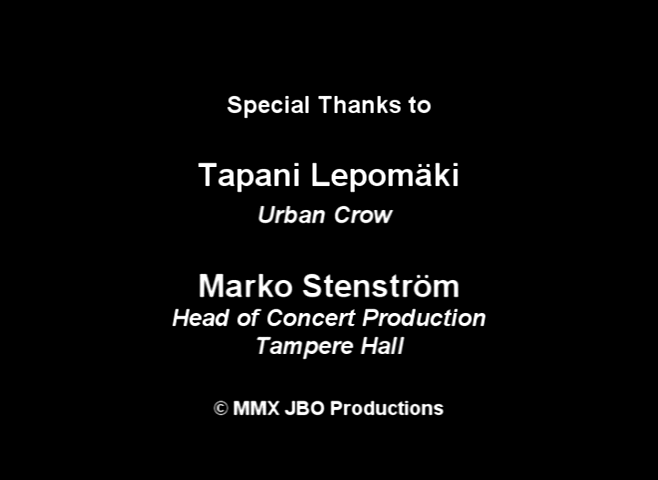 Special Thanks to
Tapani Lepomäki
Urban Crow
Marko Stenström
Head of Concert Production
Tampere Hall
© MMX JBO Productions